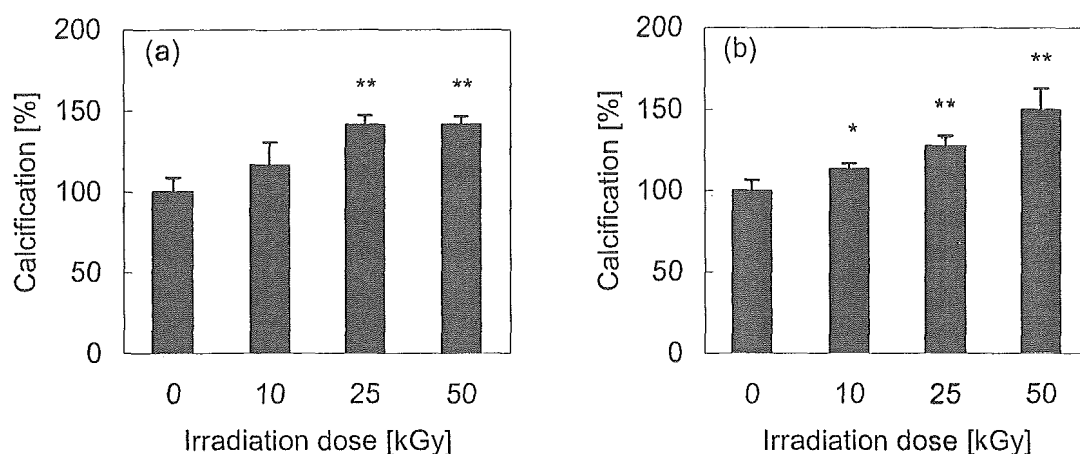 200
(a)
** **
150
100
50
0
Calcification [%]
0 10 25 50
Irradiation dose [kGy]
200
(b)
**
**
*
150
100
50
0
Calcification [%]
0 10 25 50
Irradiation dose [kGy]